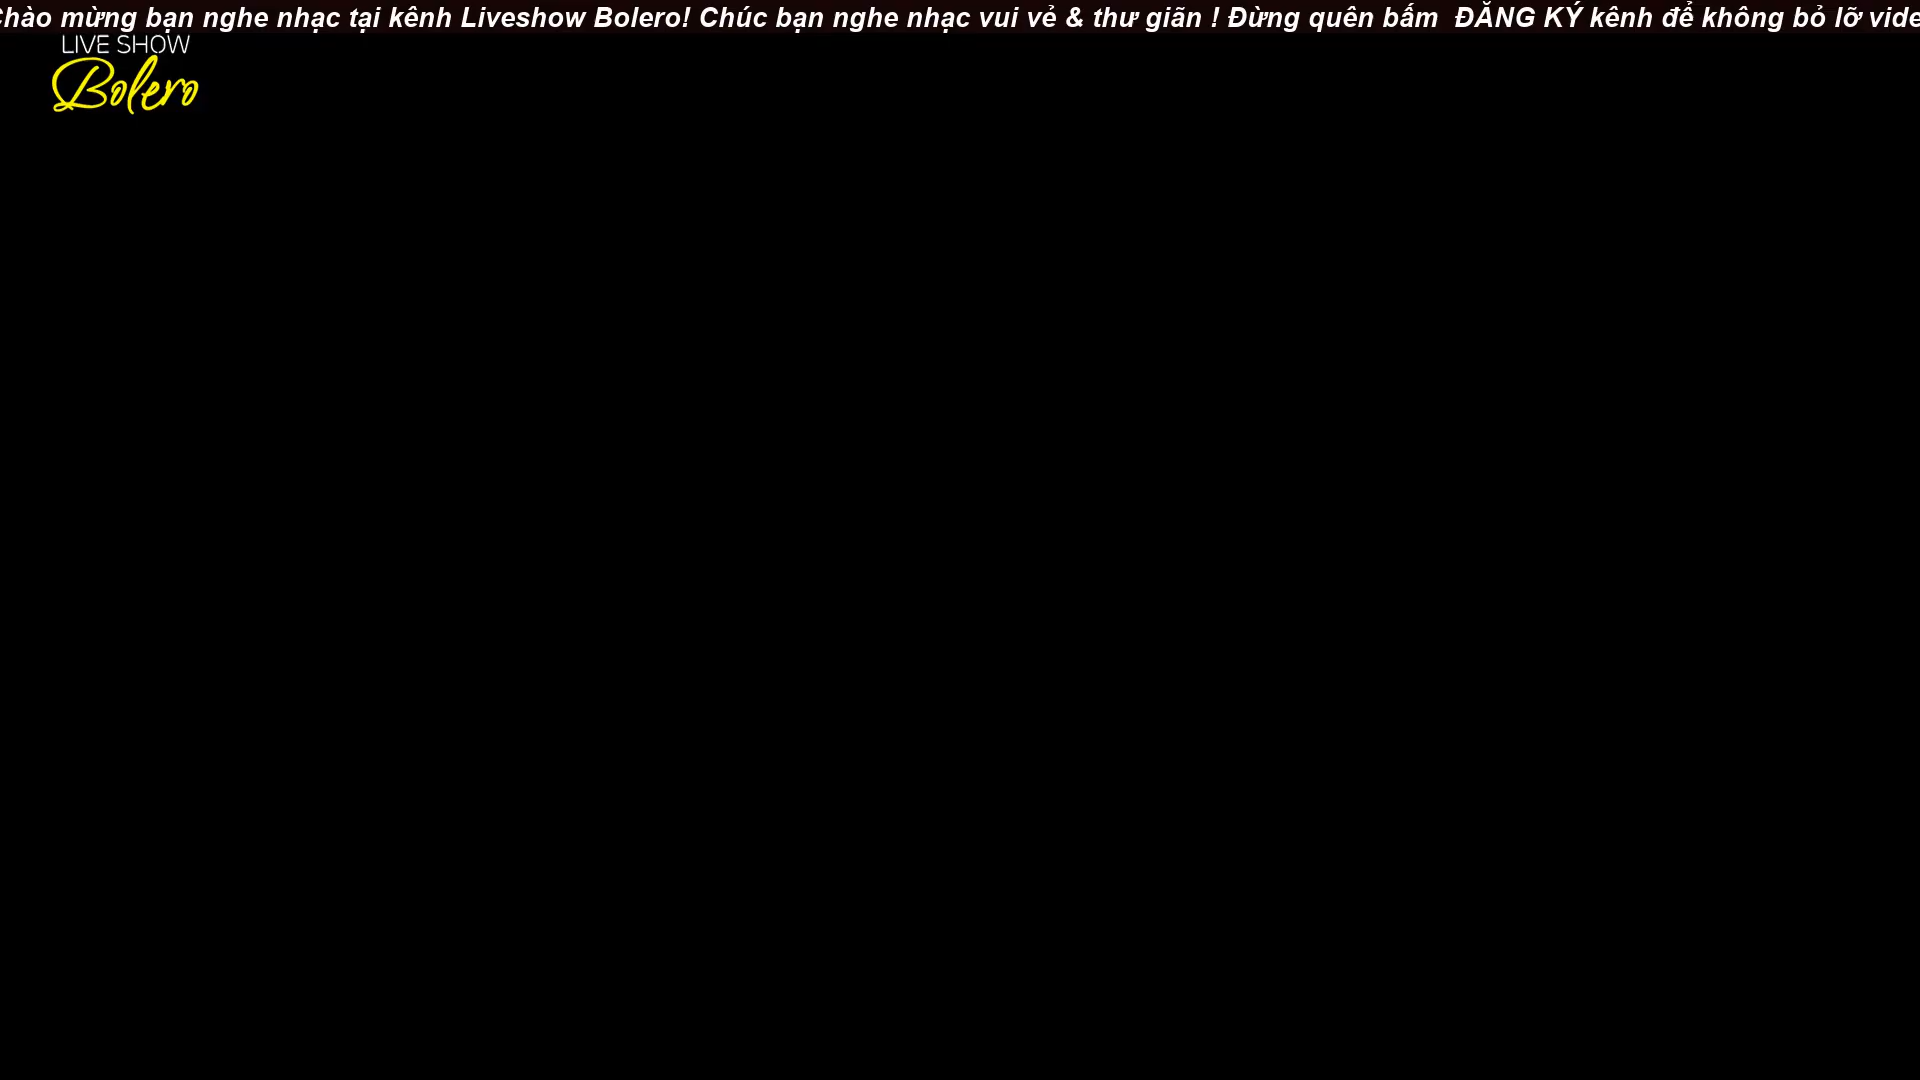 Chào mừng bạn nghe nhạc tại kênh Liveshow Bolero! Chúc bạn nghe nhạc vui vẻ & thư giãn ! Đừng quên bấm  ĐĂNG KÝ kênh để không bỏ lỡ vide
LIVE SHOW
Bolero